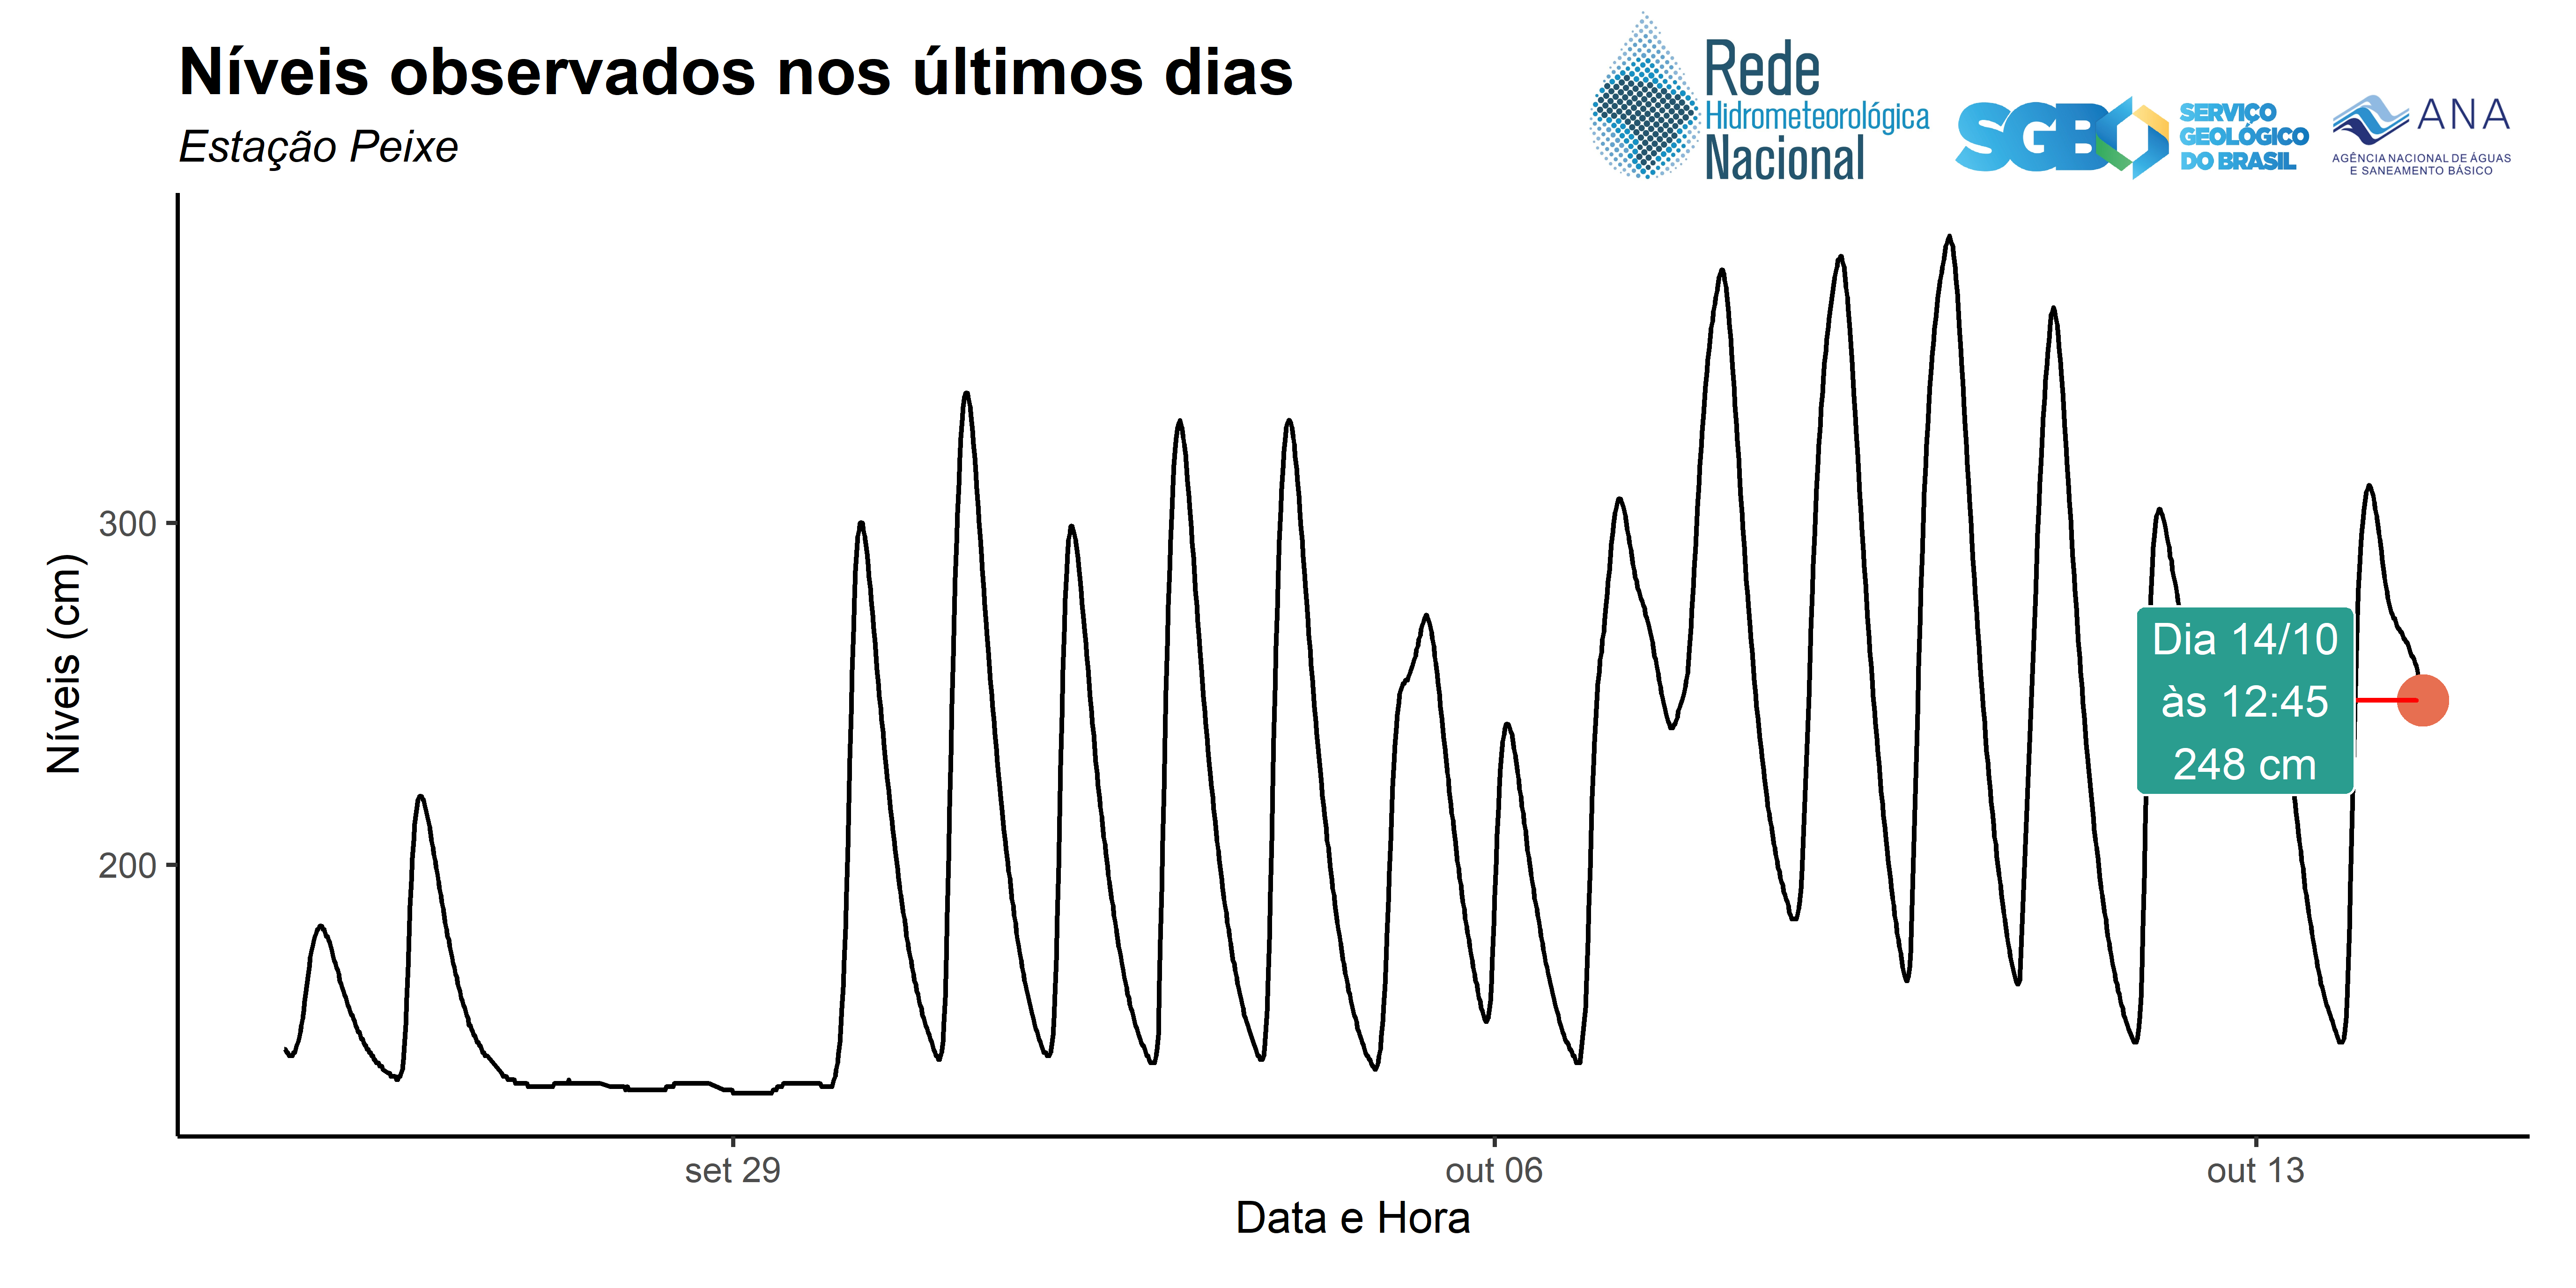 Níveis observados nos últimos dias
Estação Peixe
Rede
Hidrometeorológica
Nacional
SGB
SERVIÇO
GEOLÓGICO
DO BRASIL
ANA
AGÊNCIA NACIONAL DE ÁGUAS
E SANEAMENTO BÁSICO
Níveis (cm)
300
200
Dia 14/10
às 12:45
248 cm
set 29
out 06
out 13
Data e Hora